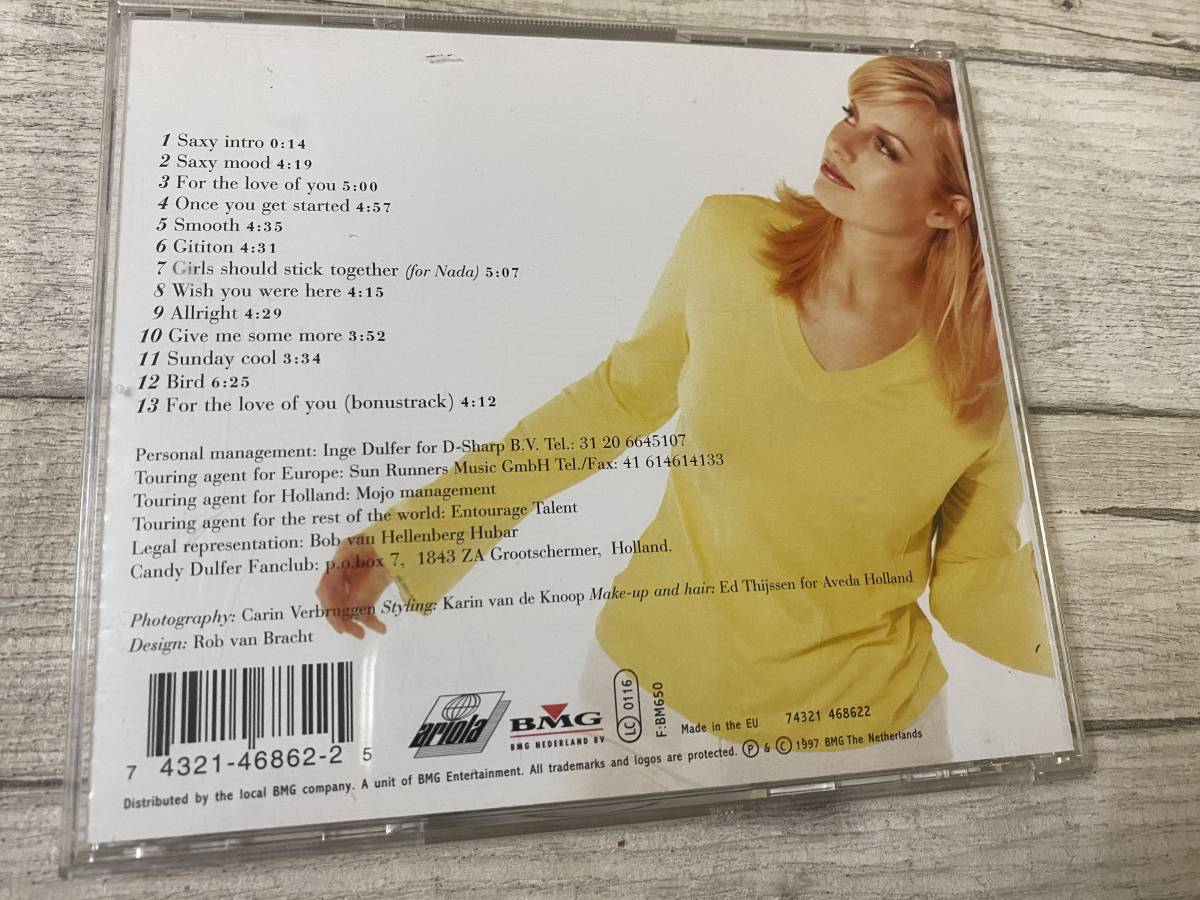 1 Saxy intro 0:14
2 Saxy mood 4:19
3 For the love of you 5:00
4 Once you get started 4:57
5 Smooth 4:35
6 Gititon 4:31
7 Girls should stick together (for Nada) 5:07
8 Wish you were here 4:15
9 Allright 4:29
10 Give me some more 3:52
11 Sunday cool 3:34
12 Bird 6:25
13 For the love of you (bonustrack) 4:12
Personal management: Inge Dulfer for D-Sharp B.V. Tel.: 31 20 6645107
Touring agent for Europe: Sun Runners Music GmbH Tel./Fax: 41 614614133
Touring agent for Holland: Mojo management
Touring agent for the rest of the world: Entourage Talent
Legal representation: Bob van Hellenberg Hubar
Candy Dulfer Fanclub: p.o.box 7, 1843 ZA Grootschermer, Holland.
Photography: Carin Verbruggen Styling: Karin van de Knoop Make-up and hair: Ed Thijssen for Aveda Holland
Design: Rob van Bracht
7 4321-46862-2 5
ariola
BMG
BMG NEDERLAND BV
LC 0116
F:BM650
Made in the EU 74321 468622
Distributed by the local BMG company. A unit of BMG Entertainment. All trademarks and logos are protected. Ⓟ & © 1997 BMG The Netherlands